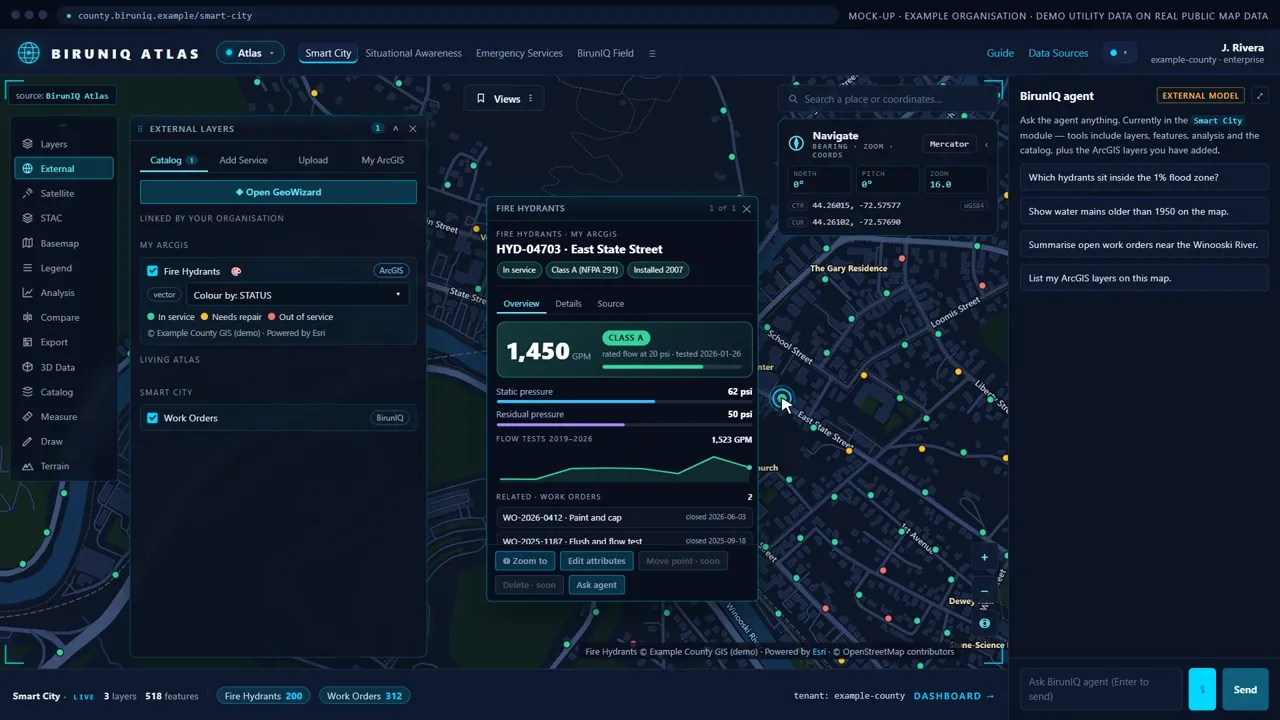 county.biruniq.example/smart-city
MOCK-UP · EXAMPLE ORGANISATION · DEMO UTILITY DATA ON REAL PUBLIC MAP DATA
BIRUNIQ ATLAS
Atlas
Smart City
Situational Awareness
Emergency Services
BirunIQ Field
Guide
Data Sources
J. Rivera
example-county · enterprise
source: BirunIQ Atlas
Layers
External
Satellite
STAC
Basemap
Legend
Analysis
Compare
Export
3D Data
Catalog
Measure
Draw
Terrain
EXTERNAL LAYERS
1
Catalog 1
Add Service
Upload
My ArcGIS
Open GeoWizard
LINKED BY YOUR ORGANISATION
MY ARCGIS
Fire Hydrants
ArcGIS
vector
Colour by: STATUS
In service
Needs repair
Out of service
© Example County GIS (demo) · Powered by Esri
LIVING ATLAS
SMART CITY
Work Orders
BirunIQ
Views
FIRE HYDRANTS
1 of 1
FIRE HYDRANTS · MY ARCGIS
HYD-04703 · East State Street
In service
Class A (NFPA 291)
Installed 2007
Overview
Details
Source
1,450 GPM
CLASS A
rated flow at 20 psi · tested 2026-01-26
Static pressure
62 psi
Residual pressure
50 psi
FLOW TESTS 2019–2026
1,523 GPM
RELATED · WORK ORDERS
2
WO-2026-0412 · Paint and cap
closed 2026-06-03
WO-2025-1187 · Flush and flow test
closed 2025-09-18
Zoom to
Edit attributes
Move point · soon
Delete · soon
Ask agent
Search a place or coordinates...
Navigate
BEARING · ZOOM ·
COORDS
Mercator
NORTH
0°
PITCH
0°
ZOOM
16.0
CTR 44.26015, -72.57577
WGS84
CUR 44.26102, -72.57690
The Gary Residence
Loomis Street
School Street
Liberty
East State Street
State Street
1st Avenue
Winooski
Fire Hydrants © Example County GIS (demo) · Powered by Esri · © OpenStreetMap contributors
BirunIQ agent
EXTERNAL MODEL
Ask the agent anything. Currently in the Smart City
module — tools include layers, features, analysis and the
catalog, plus the ArcGIS layers you have added.
Which hydrants sit inside the 1% flood zone?
Show water mains older than 1950 on the map.
Summarise open work orders near the Winooski River.
List my ArcGIS layers on this map.
Ask BirunIQ agent (Enter to
send)
Send
Smart City · LIVE
3 layers
518 features
Fire Hydrants 200
Work Orders 312
tenant: example-county
DASHBOARD →